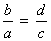 b/a = d/c